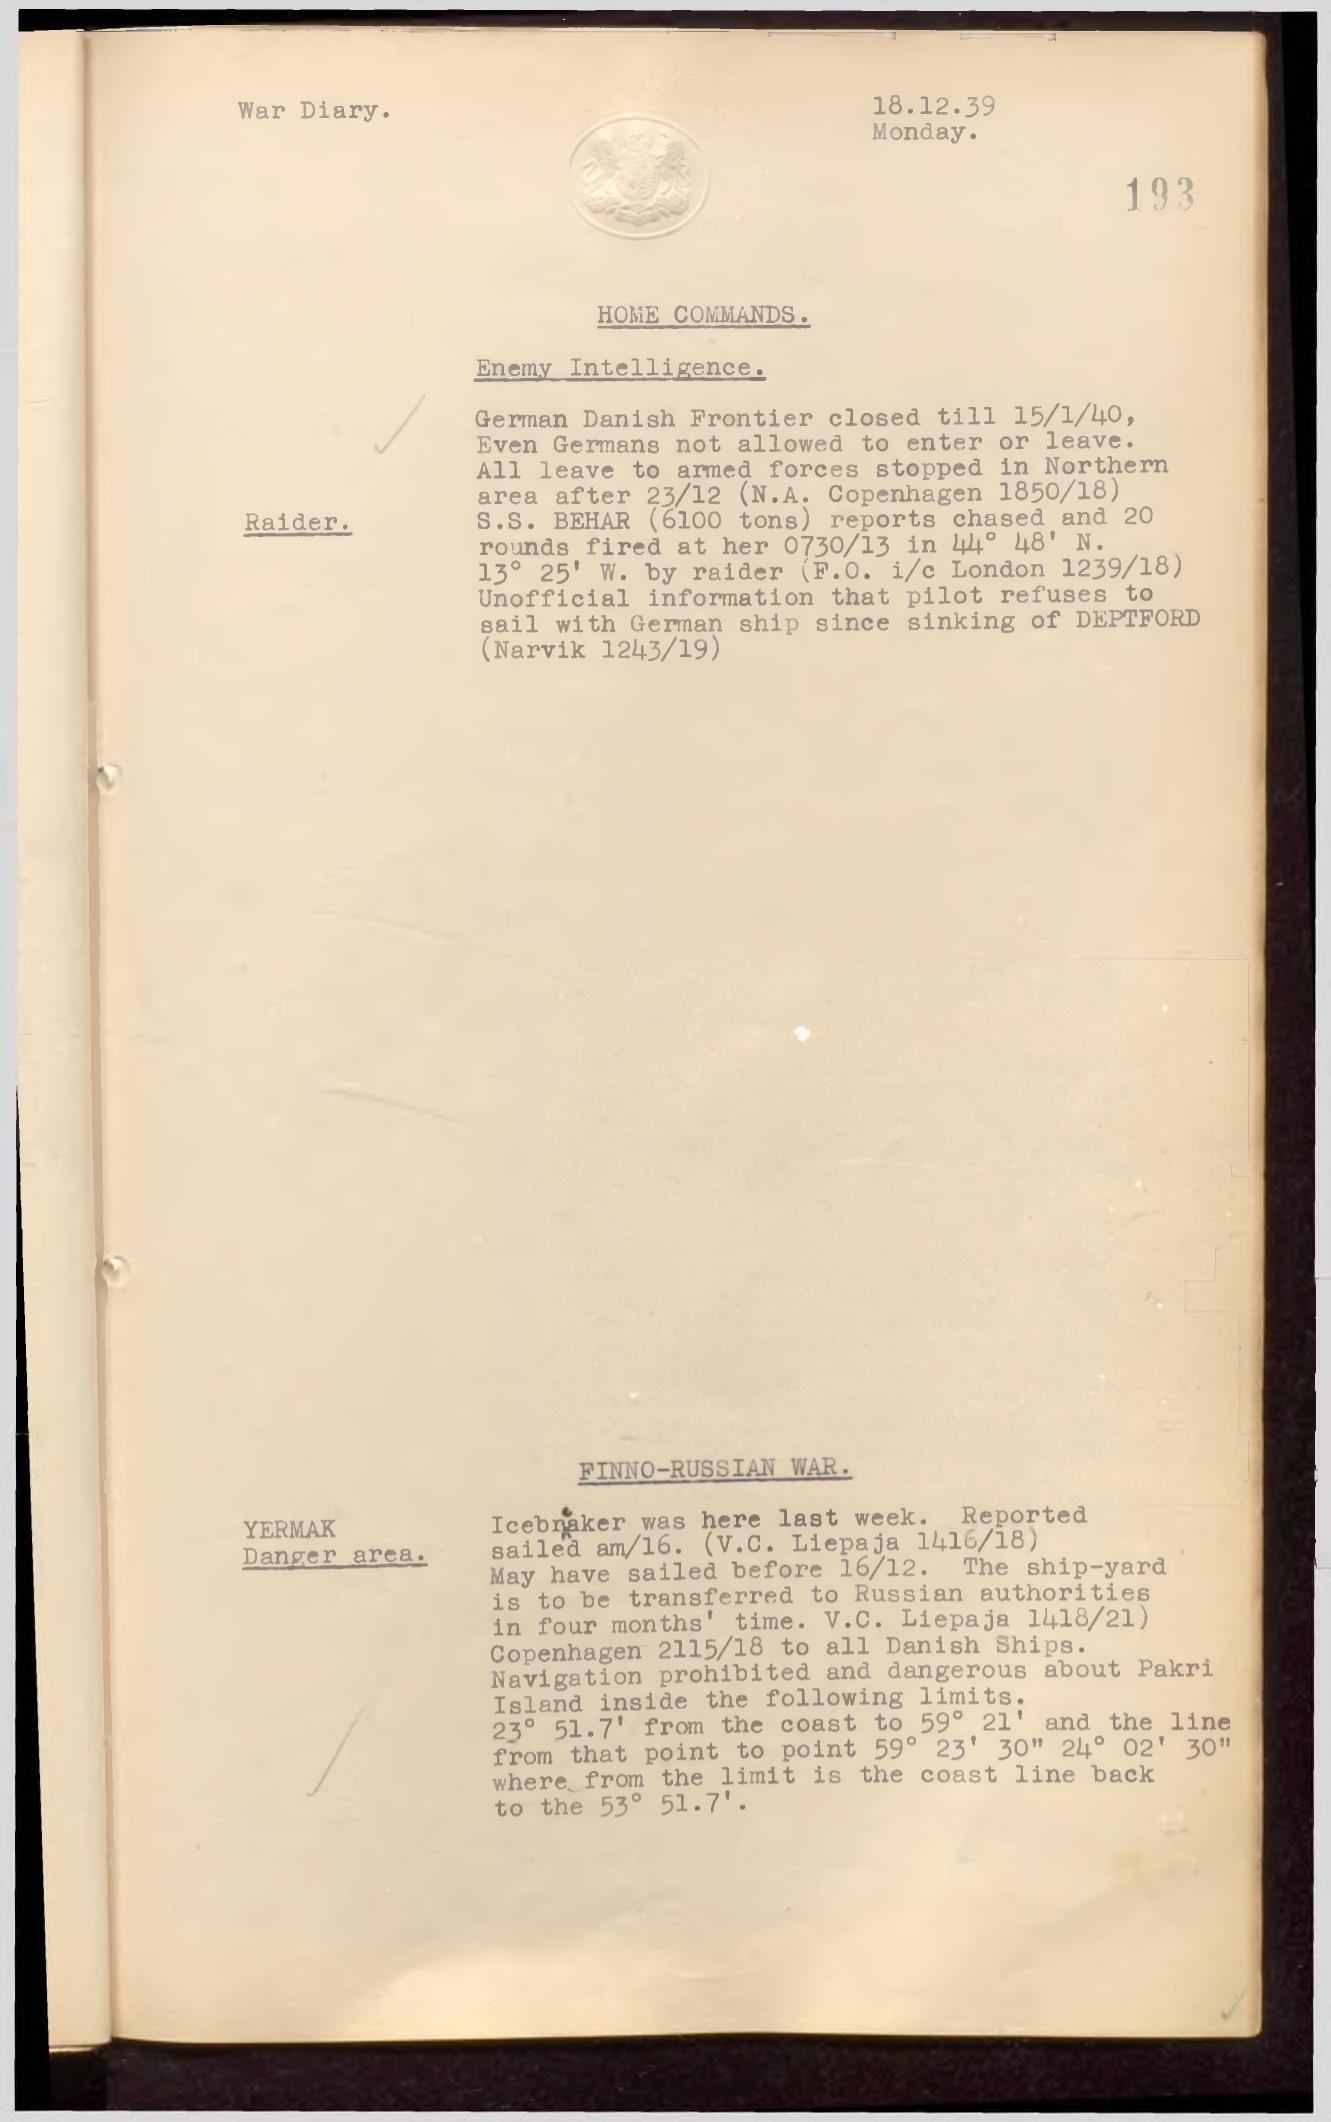 War Diary.
18.12.39
Monday.
193
HOME COMMANDS.
Enemy Intelligence.
German Danish Frontier closed till 15/1/40,
Even Germans not allowed to enter or leave.
All leave to armed forces stopped in Northern
area after 23/12 (N.A. Copenhagen 1850/18)
Raider.
S.S. BEHAR (6100 tons) reports chased and 20
rounds fired at her 0730/13 in 44° 48' N.
13° 25' W. by raider (F.O. i/c London 1239/18)
Unofficial information that pilot refuses to
sail with German ship since sinking of DEPTFORD
(Narvik 1243/19)
FINNO-RUSSIAN WAR.
YERMAK
Danger area.
Icebreaker was here last week. Reported
sailed am/16. (V.C. Liepaja 1416/18)
May have sailed before 16/12. The ship-yard
is to be transferred to Russian authorities
in four months' time. V.C. Liepaja 1418/21)
Copenhagen 2115/18 to all Danish Ships.
Navigation prohibited and dangerous about Pakri
Island inside the following limits.
23° 51.7' from the coast to 59° 21' and the line
from that point to point 59° 23' 30" 24° 02' 30"
where from the limit is the coast line back
to the 53° 51.7'.